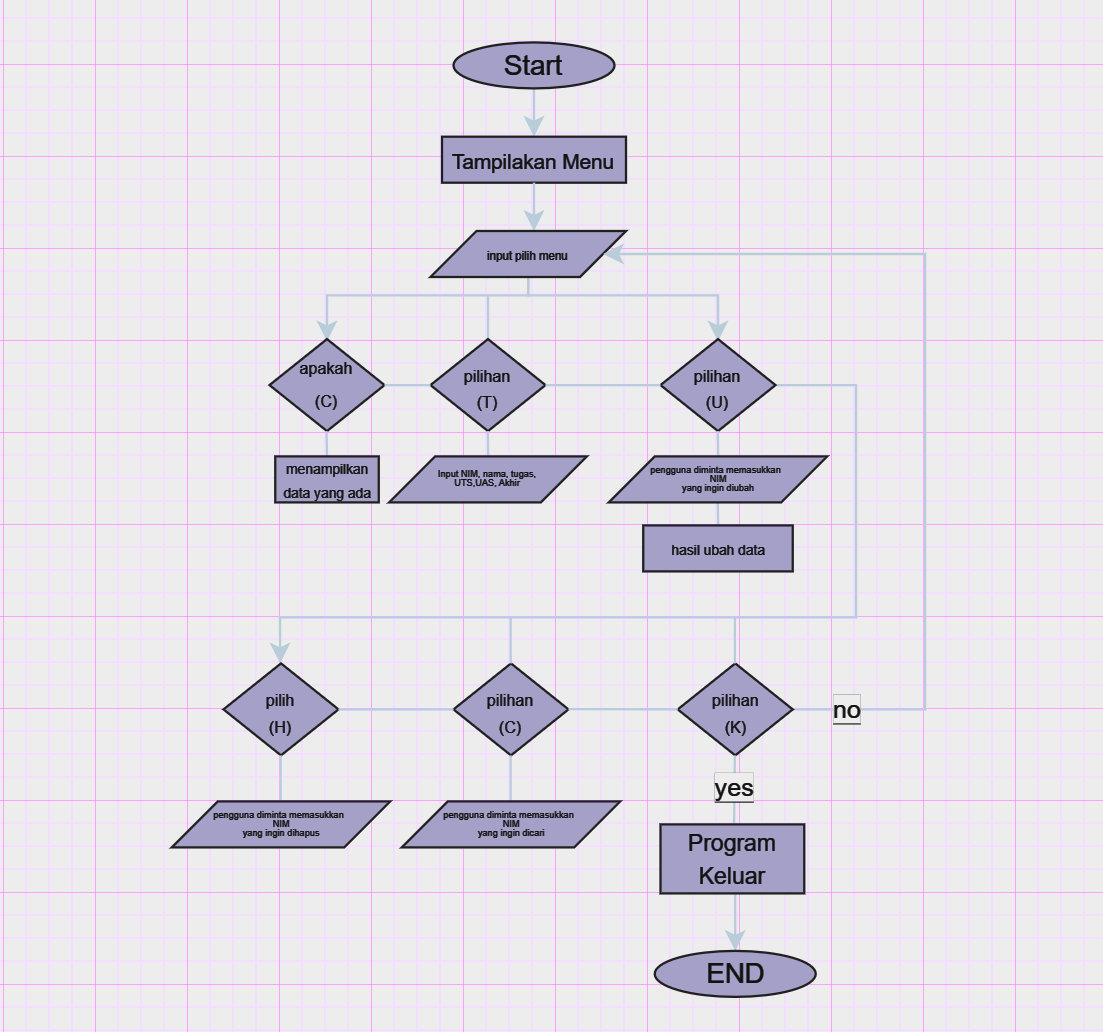 Start
Tampilakan Menu
input pilih menu
apakah
(C)
pilihan
(T)
pilihan
(U)
menampilkan
data yang ada
Input NIM, nama, tugas,
UTS,UAS, Akhir
pengguna diminta memasukkan
NIM
yang ingin diubah
hasil ubah data
pilih
(H)
pilihan
(C)
pilihan
(K)
no
yes
pengguna diminta memasukkan
NIM
yang ingin dihapus
pengguna diminta memasukkan
NIM
yang ingin dicari
Program
Keluar
END